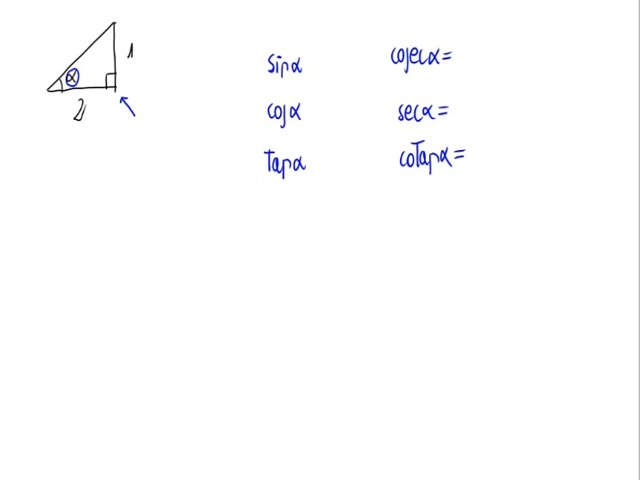 1
α
2
sinα cosecα=
cosα secα=
Tanα coTanα=